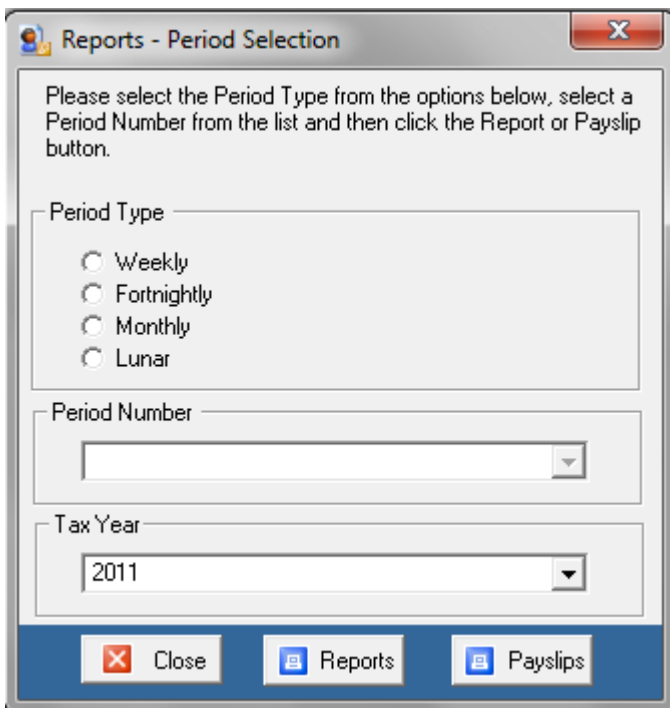 Reports - Period Selection
Please select the Period Type from the options below, select a
Period Number from the list and then click the Report or Payslip
button.
Period Type
Weekly
Fortnightly
Monthly
Lunar
Period Number
Tax Year
2011
Close
Reports
Payslips